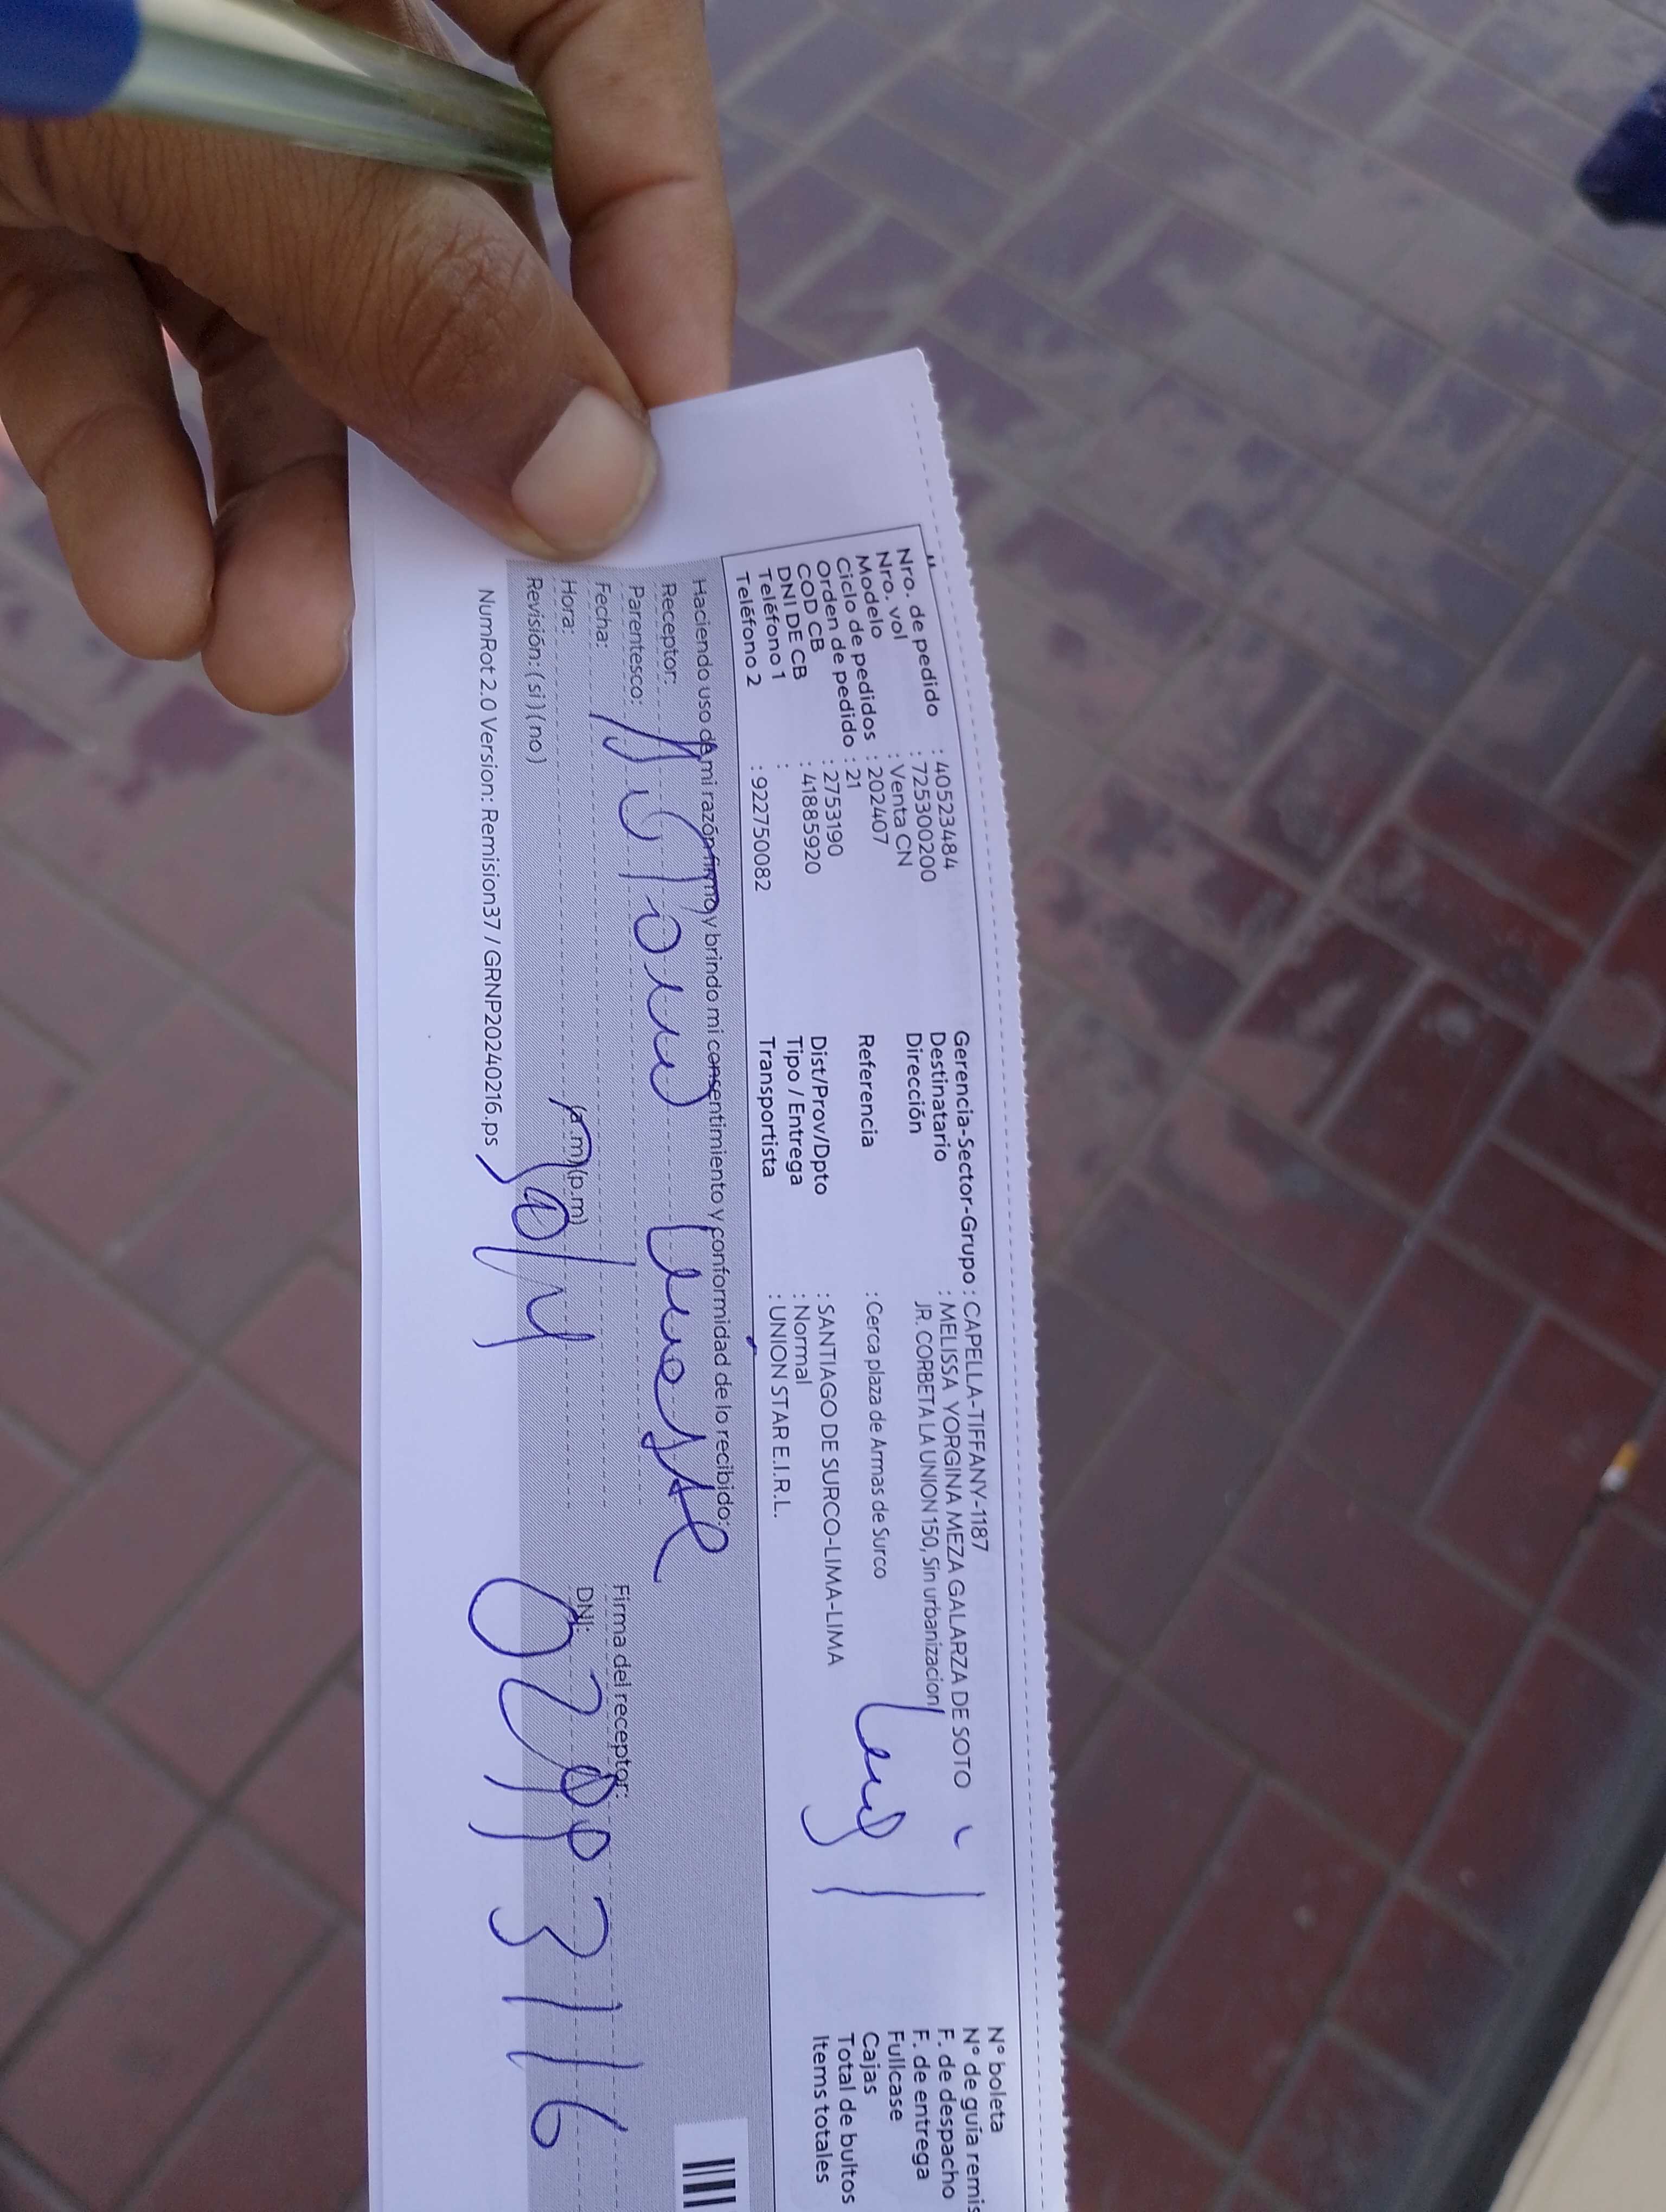 Nro. de pedido : 40523484
Nro. vol : 725300200
Modelo : Venta CN
Ciclo de pedidos : 202407
Orden de pedido : 21
COD CB : 2753190
DNI DE CB : 41885920
Teléfono 1 :
Teléfono 2 : 922750082
Gerencia-Sector-Grupo : CAPELLA-TIFFANY-1187
Destinatario : MELISSA YORGINA MEZA GALARZA DE SOTO
Dirección JR. CORBETA LA UNION 150, Sin urbanizacion
Referencia : Cerca plaza de Armas de Surco
Dist/Prov/Dpto : SANTIAGO DE SURCO-LIMA-LIMA
Tipo / Entrega : Normal
Transportista : UNION STAR E.I.R.L.
N° boleta
N° de guía remis
F. de despacho
F. de entrega
Fullcase
Cajas
Total de bultos
Items totales
Haciendo uso de mi razón firmo y brindo mi consentimiento y conformidad de lo recibido:
Receptor:
Parentesco:
Fecha:
Hora: (a.m) (p.m)
Revisión: (si) (no)
Firma del receptor:
DNI:
NumRot 2.0 Version: Remision37 / GRNP20240216.ps